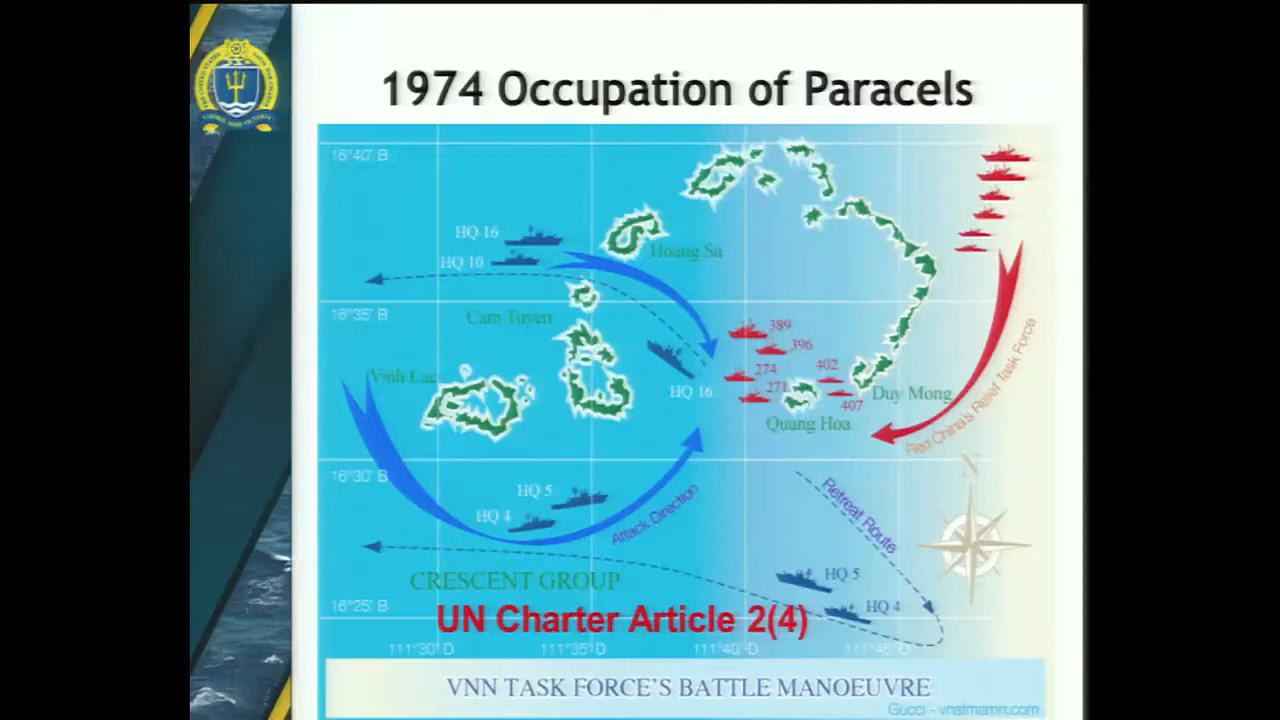 1974 Occupation of Paracels
16°40' B
HQ 16
Hoang Sa
HQ 10
16°35' B
Cam Tuyen
389
396
Vinh Lac
274
402
HQ 16
271
407
Duy Mong
Quang Hoa
Red China's Relief Task Force
N
16°30' B
HQ 5
HQ 4
Attack Direction
Retreat Route
HQ 5
HQ 4
CRESCENT GROUP
16°25' B
UN Charter Article 2(4)
111°30' D
111°35' D
111°40' D
111°45' D
VNN TASK FORCE'S BATTLE MANOEUVRE
Gucci - vnatmamn.com